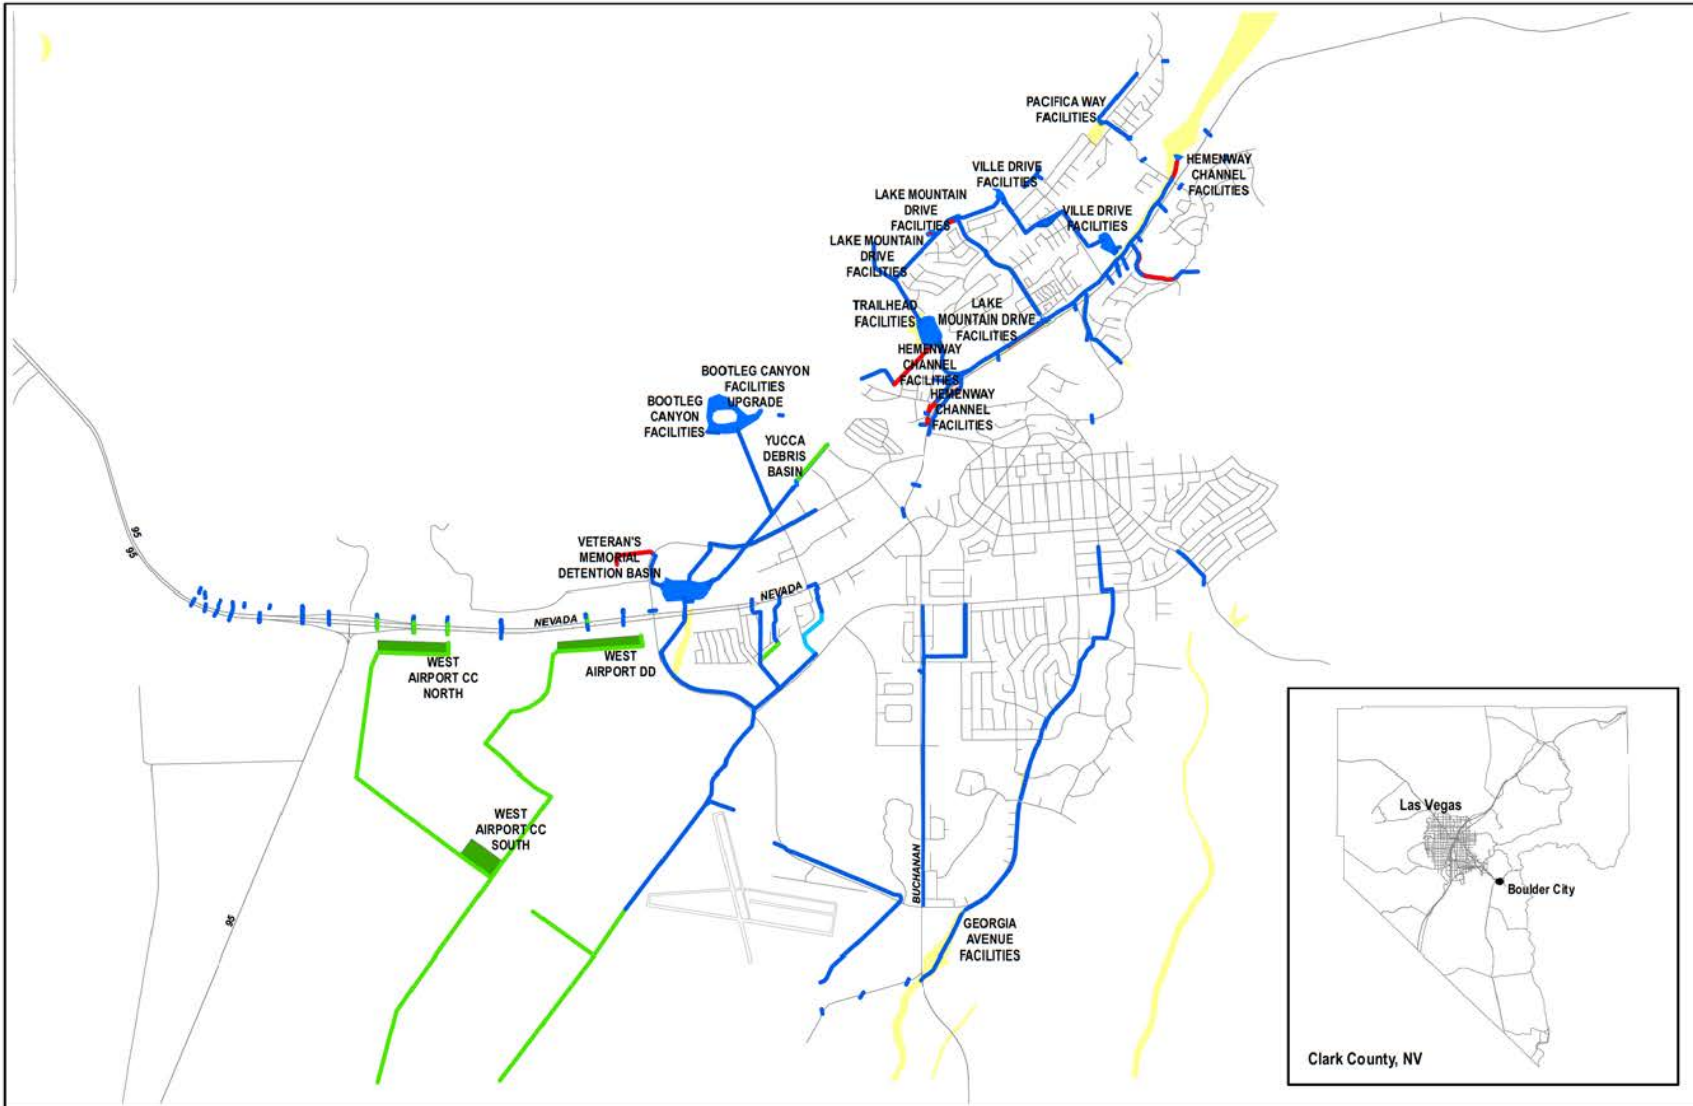 PACIFICA WAY
FACILITIES
HEMENWAY
CHANNEL
FACILITIES
VILLE DRIVE
FACILITIES
LAKE MOUNTAIN
DRIVE
FACILITIES
VILLE DRIVE
FACILITIES
LAKE MOUNTAIN
DRIVE
FACILITIES
TRAILHEAD
FACILITIES
LAKE
MOUNTAIN DRIVE
FACILITIES
HEMENWAY
CHANNEL
FACILITIES
HEMENWAY
CHANNEL
FACILITIES
BOOTLEG CANYON
FACILITIES
UPGRADE
BOOTLEG
CANYON
FACILITIES
YUCCA
DEBRIS
BASIN
95
95
VETERAN'S
MEMORIAL
DETENTION BASIN
NEVADA
NEVADA
WEST
AIRPORT CC
NORTH
WEST
AIRPORT DD
WEST
AIRPORT CC
SOUTH
95
BUCHANAN
GEORGIA
AVENUE
FACILITIES
Las Vegas
Boulder City
Clark County, NV